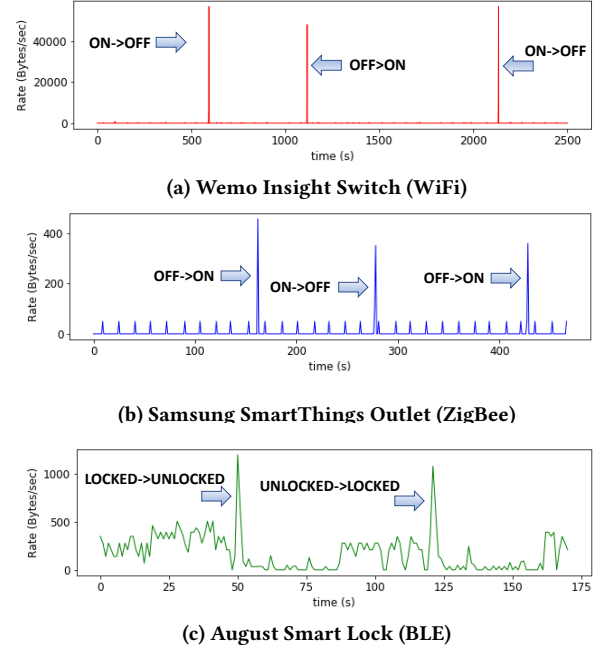 ON->OFF
OFF>ON
ON->OFF
Rate (Bytes/sec)
40000
20000
0
0 500 1000 1500 2000 2500
time (s)
(a) Wemo Insight Switch (WiFi)
OFF->ON
ON->OFF
OFF->ON
Rate (Bytes/sec)
400
200
0
0 100 200 300 400
time (s)
(b) Samsung SmartThings Outlet (ZigBee)
LOCKED->UNLOCKED
UNLOCKED->LOCKED
Rate (Bytes/sec)
1000
500
0
0 25 50 75 100 125 150 175
time (s)
(c) August Smart Lock (BLE)